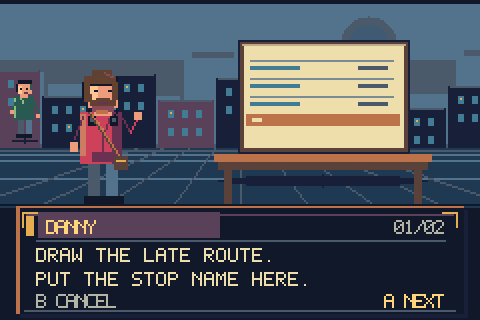 DANNY
01/02
DRAW THE LATE ROUTE.
PUT THE STOP NAME HERE.
B CANCEL
A NEXT